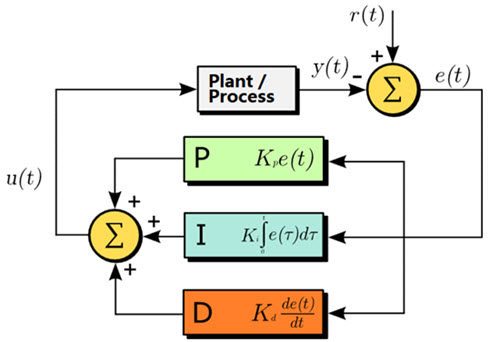 r(t)
+
Plant /
Process
y(t)
-
Σ
e(t)
P K_p e(t)
u(t)
+
Σ
+
I K_i ∫_0^t e(τ)dτ
+
D K_d de(t)/dt